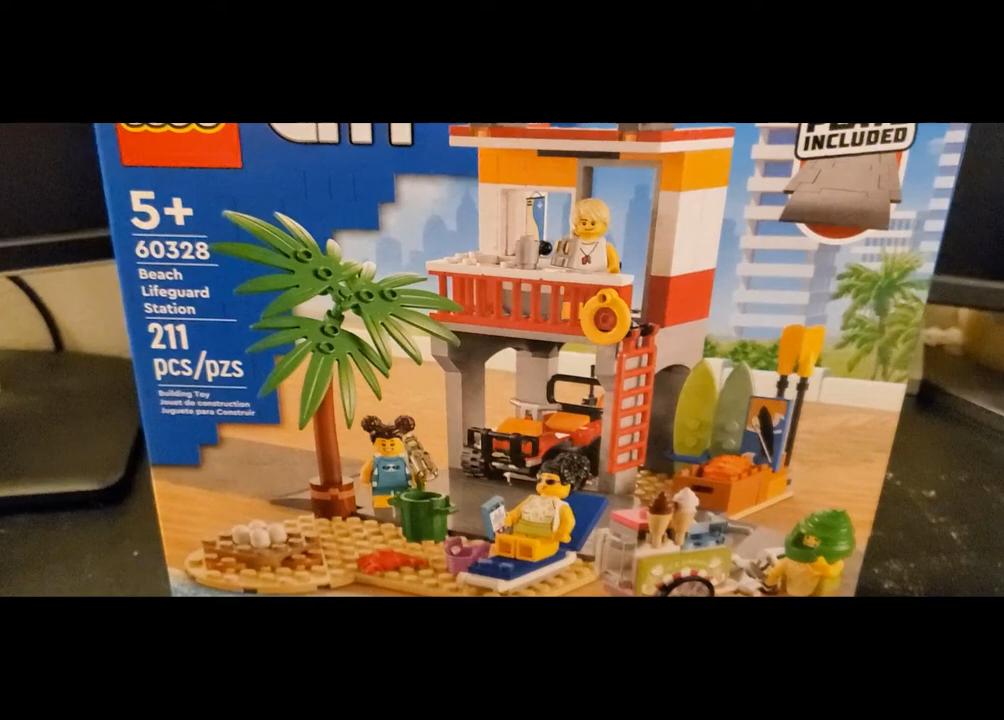 5+
60328
Beach
Lifeguard
Station
211
pcs/pzs
Building Toy
Jouet de construction
Juguete para Construir
INCLUDED